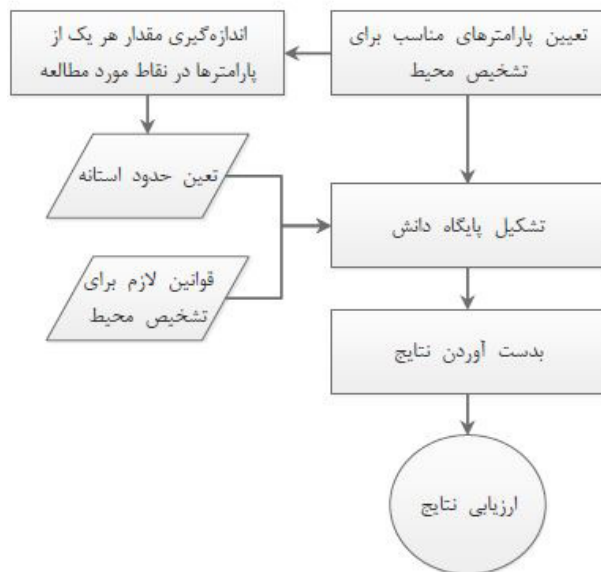 تعیین پارامترهای مناسب برای
تشخیص محیط
اندازه‌گیری مقدار هر یک از
پارامترها در نقاط مورد مطالعه
تعین حدود استانه
قوانین لازم برای
تشخیص محیط
تشکیل پایگاه دانش
بدست آوردن نتایج
ارزیابی نتایج